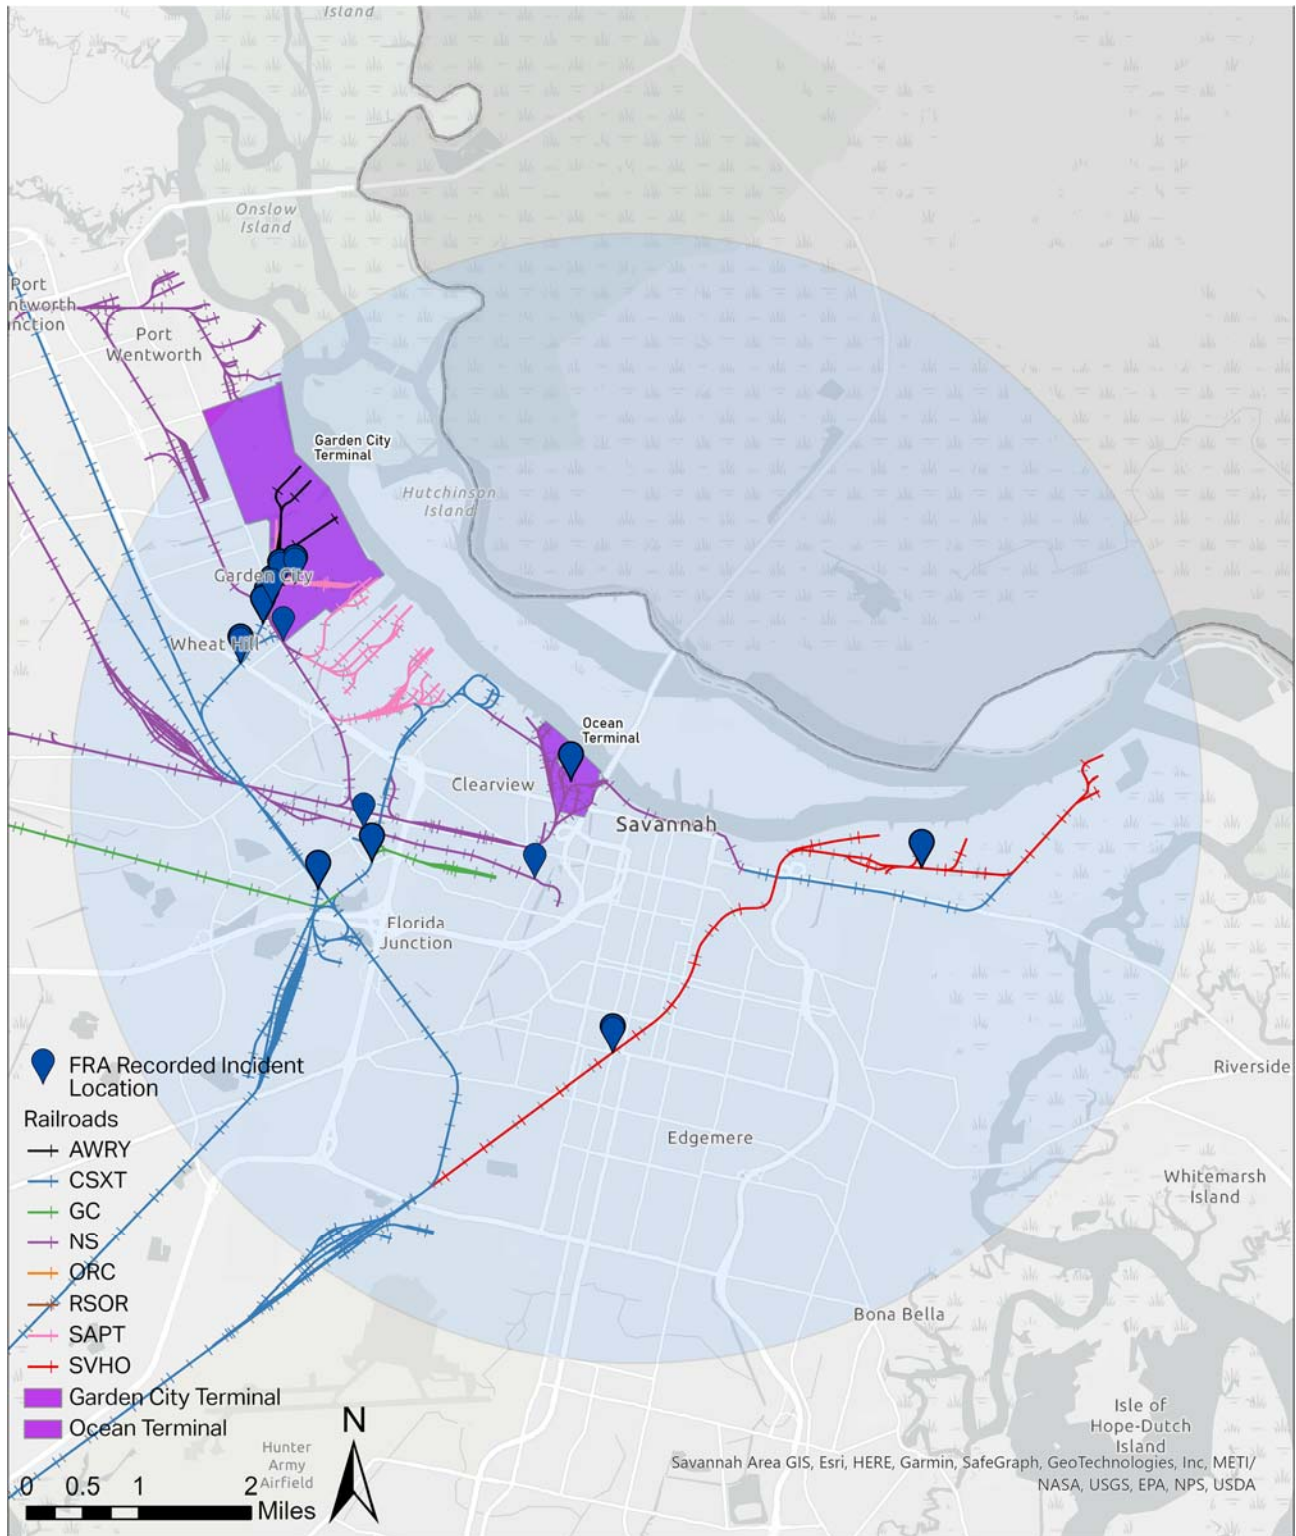 Island
Onslow
Island
Port
ntworth
nction
Port
Wentworth
Garden City
Terminal
Hutchinson
Island
Garden City
Wheat Hill
Ocean
Terminal
Clearview
Savannah
Florida
Junction
FRA Recorded Incident
Location
Riverside
Railroads
AWRY
Edgemere
CSXT
Whitemarsh
Island
GC
NS
ORC
RSOR
Bona Bella
SAPT
SVHO
Garden City Terminal
Ocean Terminal
Isle of
Hope-Dutch
Island
N
Hunter
Army
Airfield
Savannah Area GIS, Esri, HERE, Garmin, SafeGraph, GeoTechnologies, Inc, METI/
NASA, USGS, EPA, NPS, USDA
0 0.5 1 2
Miles